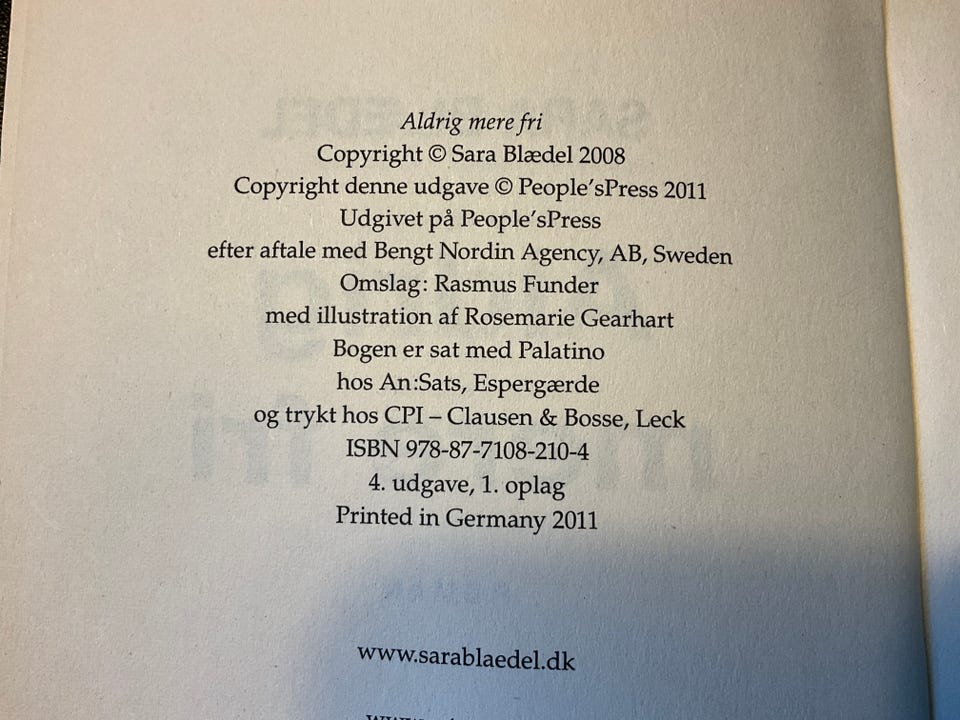 Aldrig mere fri
Copyright © Sara Blædel 2008
Copyright denne udgave © People'sPress 2011
Udgivet på People'sPress
efter aftale med Bengt Nordin Agency, AB, Sweden
Omslag: Rasmus Funder
med illustration af Rosemarie Gearhart
Bogen er sat med Palatino
hos An:Sats, Espergærde
og trykt hos CPI – Clausen & Bosse, Leck
ISBN 978-87-7108-210-4
4. udgave, 1. oplag
Printed in Germany 2011
www.sarablaedel.dk